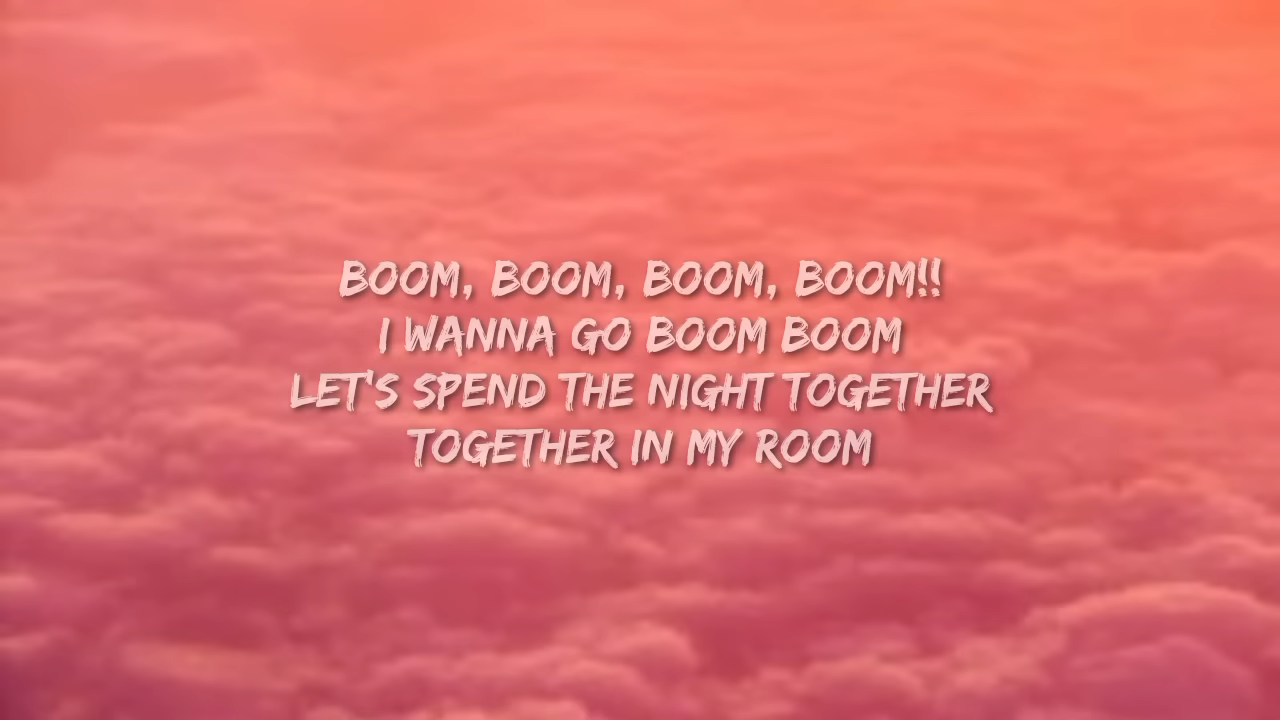 BOOM, BOOM, BOOM, BOOM!!
I WANNA GO BOOM BOOM
LET'S SPEND THE NIGHT TOGETHER
TOGETHER IN MY ROOM